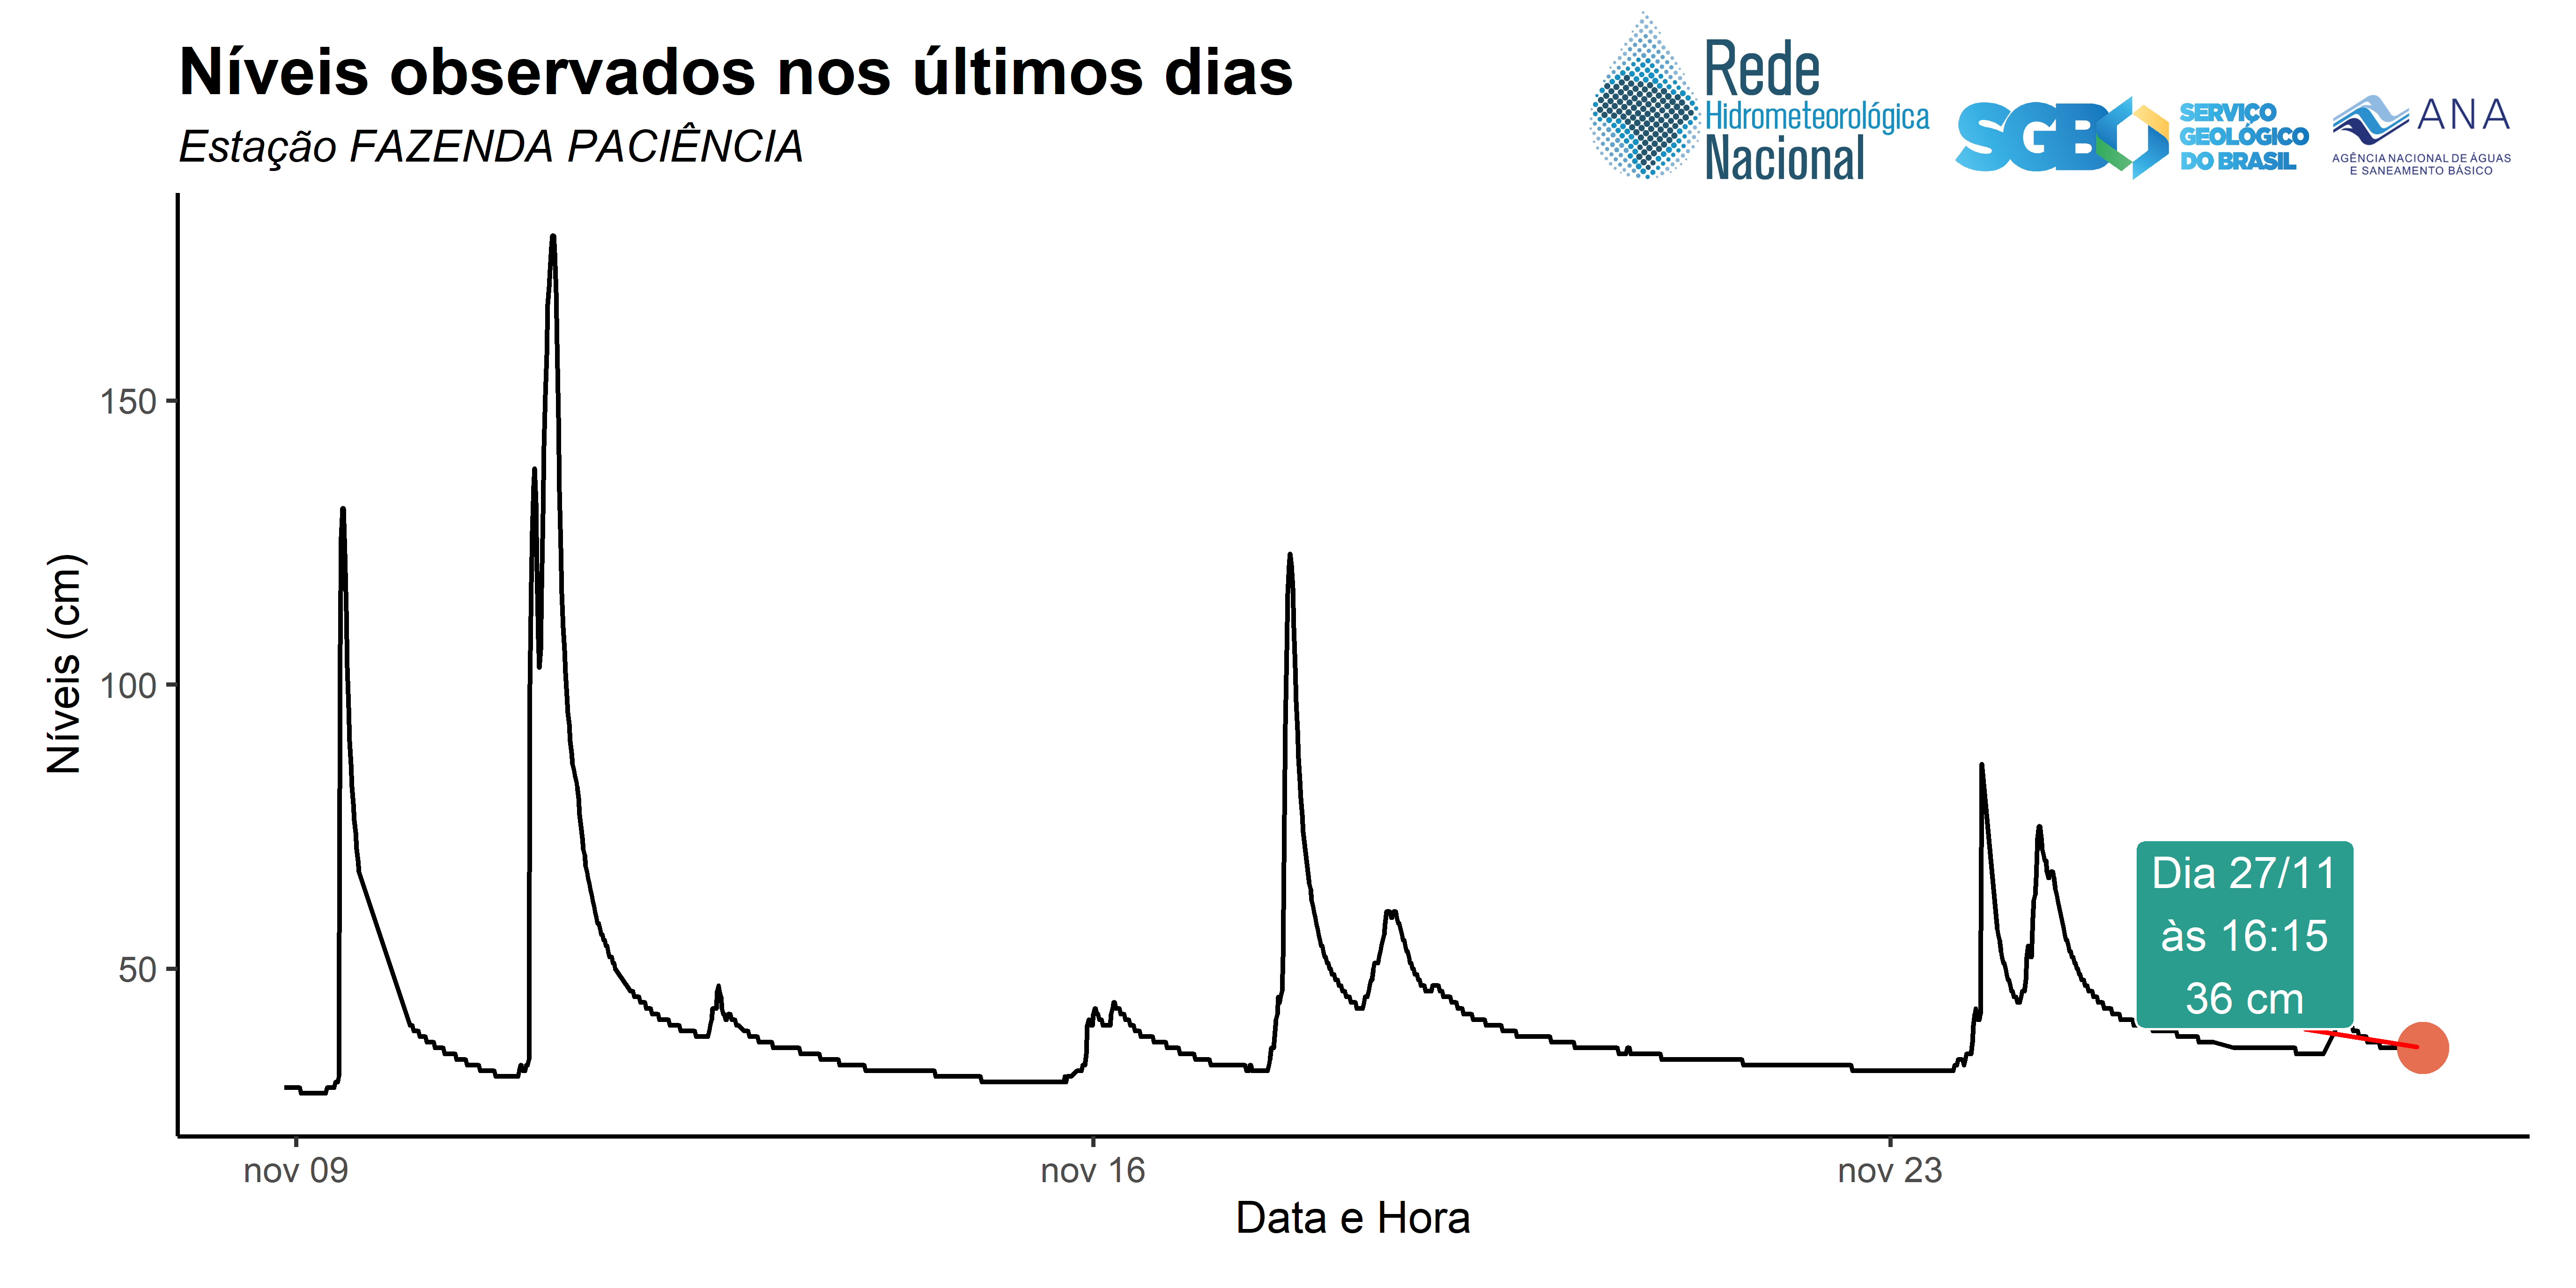 Níveis observados nos últimos dias
Estação FAZENDA PACIÊNCIA
Rede
Hidrometeorológica
Nacional
SGB
SERVIÇO
GEOLÓGICO
DO BRASIL
ANA
AGÊNCIA NACIONAL DE ÁGUAS
E SANEAMENTO BÁSICO
Níveis (cm)
150
100
50
Dia 27/11
às 16:15
36 cm
nov 09
nov 16
nov 23
Data e Hora